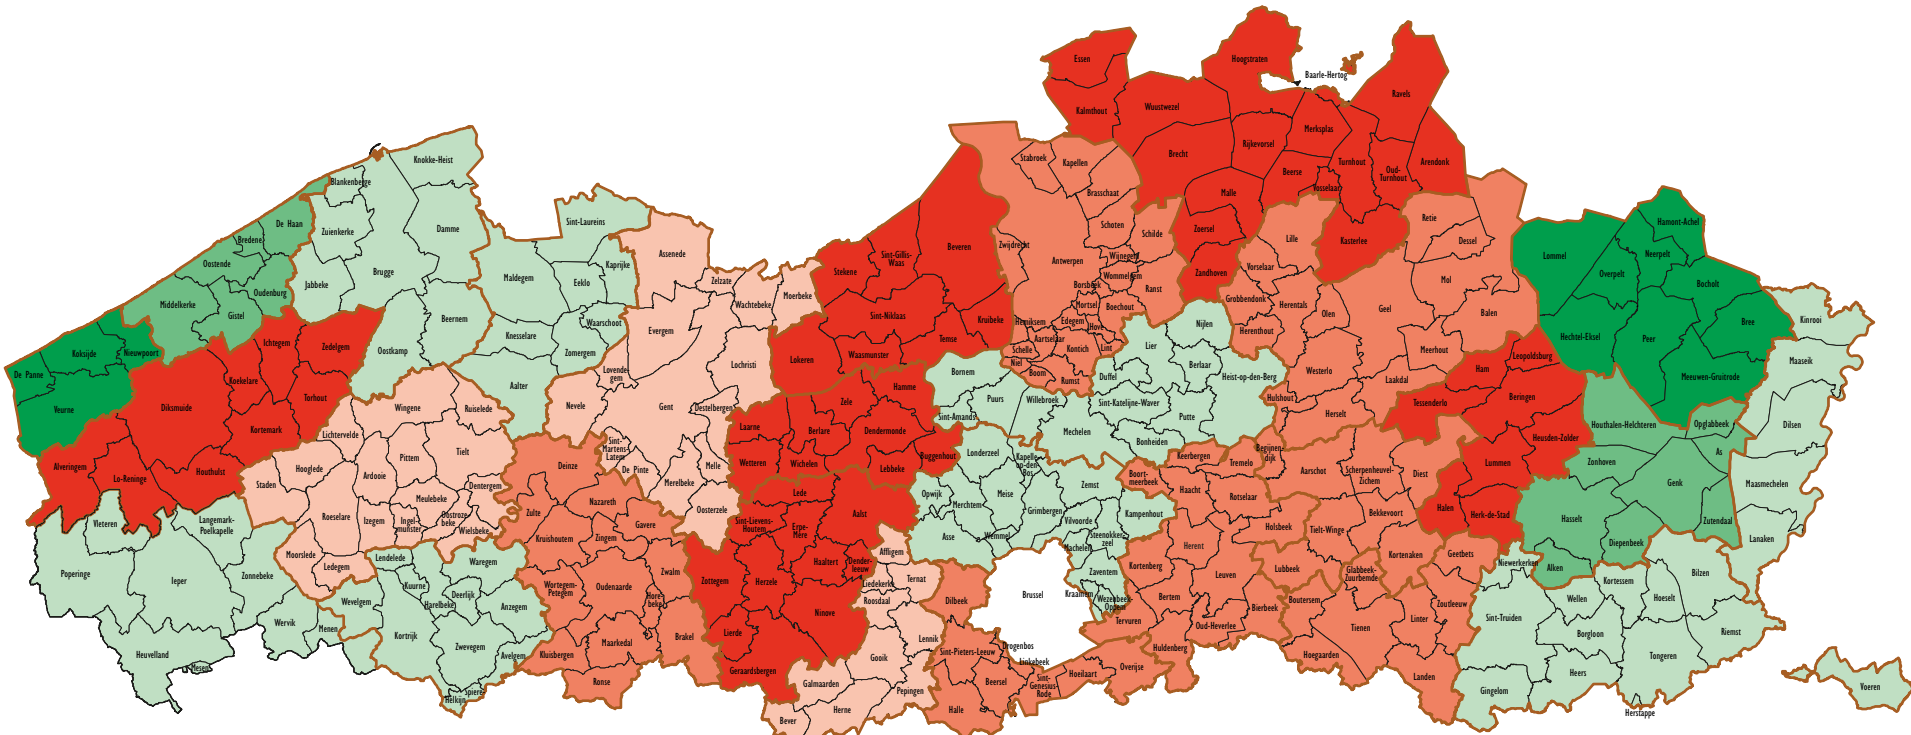 Essen
Hoogstraten
Baarle-Hertog
Ravels
Kalmthout
Wuustwezel
Merksplas
Rijkevorsel
Brecht
Turnhout
Oud-
Turnhout
Arendonk
Beerse
Vosselaar
Malle
Stabroek
Kapellen
Brasschaat
Schoten
Schilde
Zoersel
Lille
Kasterlee
Retie
Dessel
Zandhoven
Vorselaar
Zwijndrecht
Antwerpen
Wijnegem
Wommelgem
Borsbeek
Mortsel
Ranst
Boechout
Edegem
Hove
Hemiksem
Aartselaar
Kontich
Lint
Schelle
Niel
Boom
Rumst
Grobbendonk
Herentals
Olen
Geel
Mol
Balen
Herenthout
Meerhout
Westerlo
Laakdal
Hulshout
Herselt
Nijlen
Lier
Berlaar
Heist-op-den-Berg
Duffel
Sint-Katelijne-Waver
Putte
Mechelen
Bonheiden
Bornem
Puurs
Willebroek
Sint-Amands
Knokke-Heist
Blankenberge
De Haan
Zuienkerke
Damme
Bredene
Oostende
Oudenburg
Jabbeke
Brugge
Middelkerke
Gistel
Beernem
Oostkamp
Koksijde
Nieuwpoort
De Panne
Veurne
Ichtegem
Zedelgem
Koekelare
Torhout
Diksmuide
Kortemark
Alveringem
Lo-Reninge
Houthulst
Wingene
Ruiselede
Lichtervelde
Pittem
Tielt
Hooglede
Ardooie
Staden
Meulebeke
Dentergem
Roeselare
Izegem
Ingel-
munster
Oostroze
beke
Wielsbeke
Moorslede
Ledegem
Vleteren
Langemark-
Poelkapelle
Poperinge
Ieper
Zonnebeke
Wervik
Menen
Heuvelland
Mesen
Lendelede
Kuurne
Waregem
Wevelgem
Deerlijk
Harelbeke
Anzegem
Kortrijk
Zwevegem
Avelgem
Spiere-
Helkijn
Sint-Laureins
Maldegem
Kaprijke
Eeklo
Waarschoot
Knesselare
Zomergem
Aalter
Assenede
Zelzate
Wachtebeke
Moerbeke
Evergem
Lochristi
Lovende-
gem
Nevele
Gent
Destelbergen
Sint-
Martens-
Latem
De Pinte
Melle
Merelbeke
Oosterzele
Stekene
Sint-Gillis-
Waas
Beveren
Sint-Niklaas
Kruibeke
Temse
Lokeren
Waasmunster
Hamme
Zele
Laarne
Berlare
Dendermonde
Wetteren
Wichelen
Lebbeke
Buggenhout
Lede
Aalst
Sint-Lievens-
Houtem
Erpe-
Mere
Zottegem
Herzele
Haaltert
Dender-
leeuw
Ninove
Lierde
Geraardsbergen
Deinze
Nazareth
Zulte
Gavere
Kruishoutem
Zingem
Zwalm
Wortegem-
Petegem
Oudenaarde
Hore-
beke
Maarkedal
Brakel
Kluisbergen
Ronse
Affligem
Liedekerke
Ternat
Roosdaal
Lennik
Gooik
Galmaarden
Pepingen
Herne
Bever
Londerzeel
Kapelle-
op-den-
Bos
Opwijk
Merchtem
Meise
Grimbergen
Zemst
Kampenhout
Vilvoorde
Steenokker-
zeel
Asse
Wemmel
Machelen
Zaventem
Kraainem
Wezembeek-
Oppem
Brussel
Dilbeek
Drogenbos
Sint-Pieters-Leeuw
Linkebeek
Beersel
Sint-
Genesius-
Rode
Hoeilaart
Halle
Overijse
Huldenberg
Tervuren
Boort-
meerbeek
Keerbergen
Tremelo
Begijnen-
dijk
Haacht
Rotselaar
Aarschot
Scherpenheuvel-
Zichem
Diest
Holsbeek
Bekkevoort
Tielt-Winge
Herent
Kortenberg
Leuven
Lubbeek
Kortenaken
Geetbets
Glabbeek-
Zuurbemde
Bertem
Bierbeek
Boutersem
Oud-Heverlee
Tienen
Linter
Zoutleeuw
Hoegaarden
Landen
Lommel
Hamont-Achel
Neerpelt
Overpelt
Bocholt
Bree
Hechtel-Eksel
Peer
Meeuwen-Gruitrode
Kinrooi
Maaseik
Leopoldsburg
Ham
Tessenderlo
Beringen
Heusden-Zolder
Lummen
Halen
Herk-de-Stad
Houthalen-Helchteren
Opglabbeek
Dilsen
As
Zonhoven
Genk
Maasmechelen
Hasselt
Zutendaal
Diepenbeek
Lanaken
Alken
Nieuwerkerken
Kortessem
Bilzen
Wellen
Hoeselt
Sint-Truiden
Borgloon
Riemst
Tongeren
Heers
Gingelom
Herstappe
Voeren